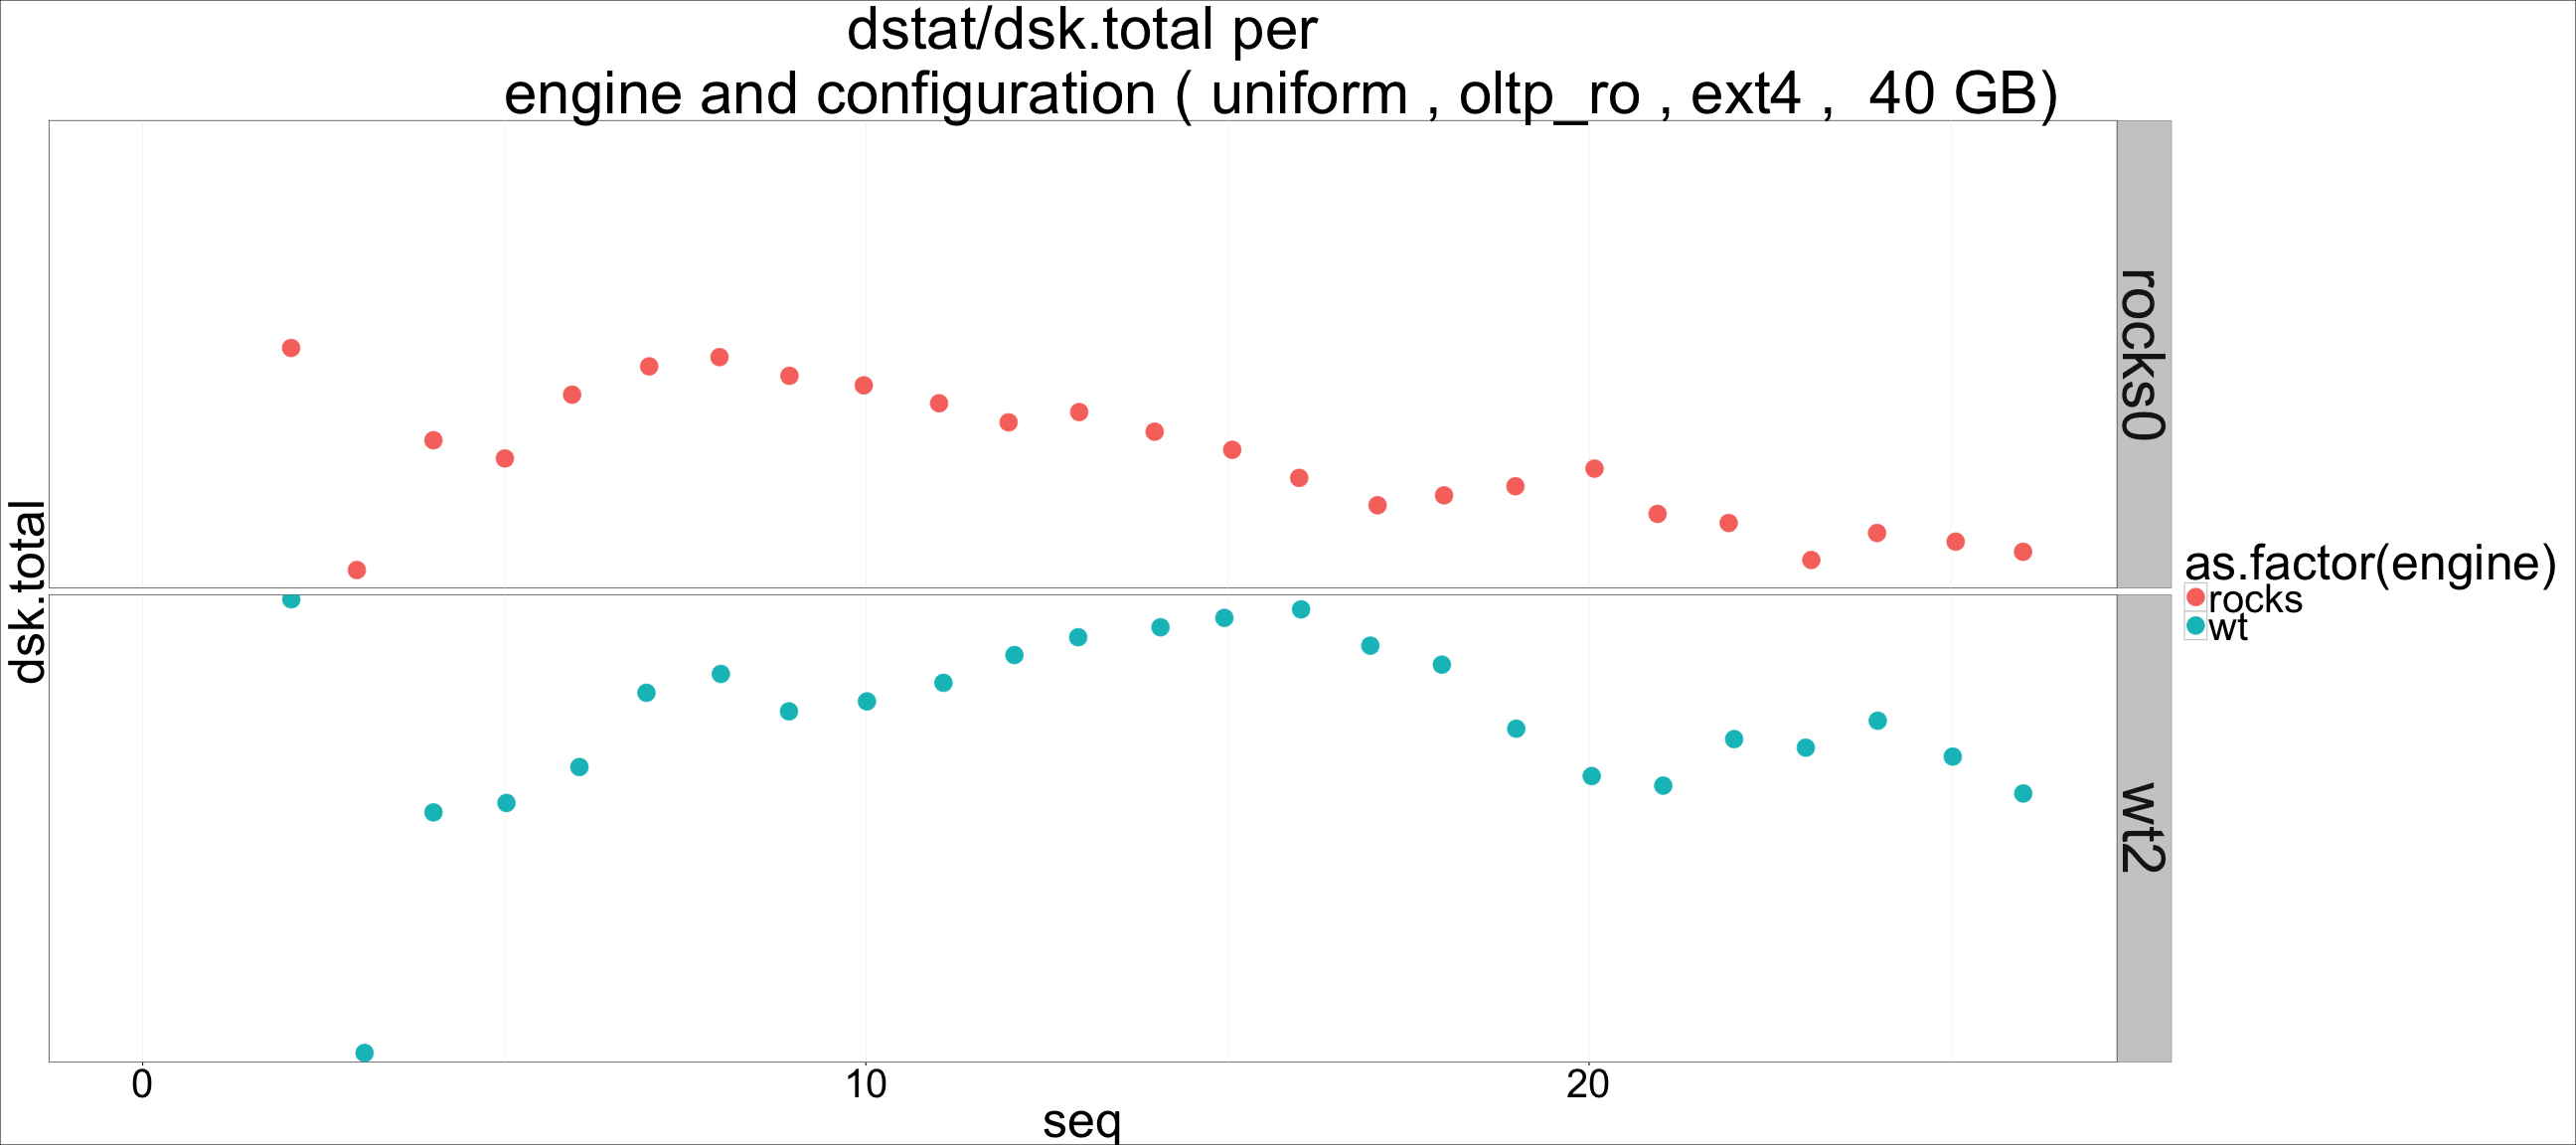 dstat/dsk.total per
engine and configuration ( uniform , oltp_ro , ext4 ,  40 GB)
rocks0
dsk.total
as.factor(engine)
rocks
wt
wt2
0
10
20
seq